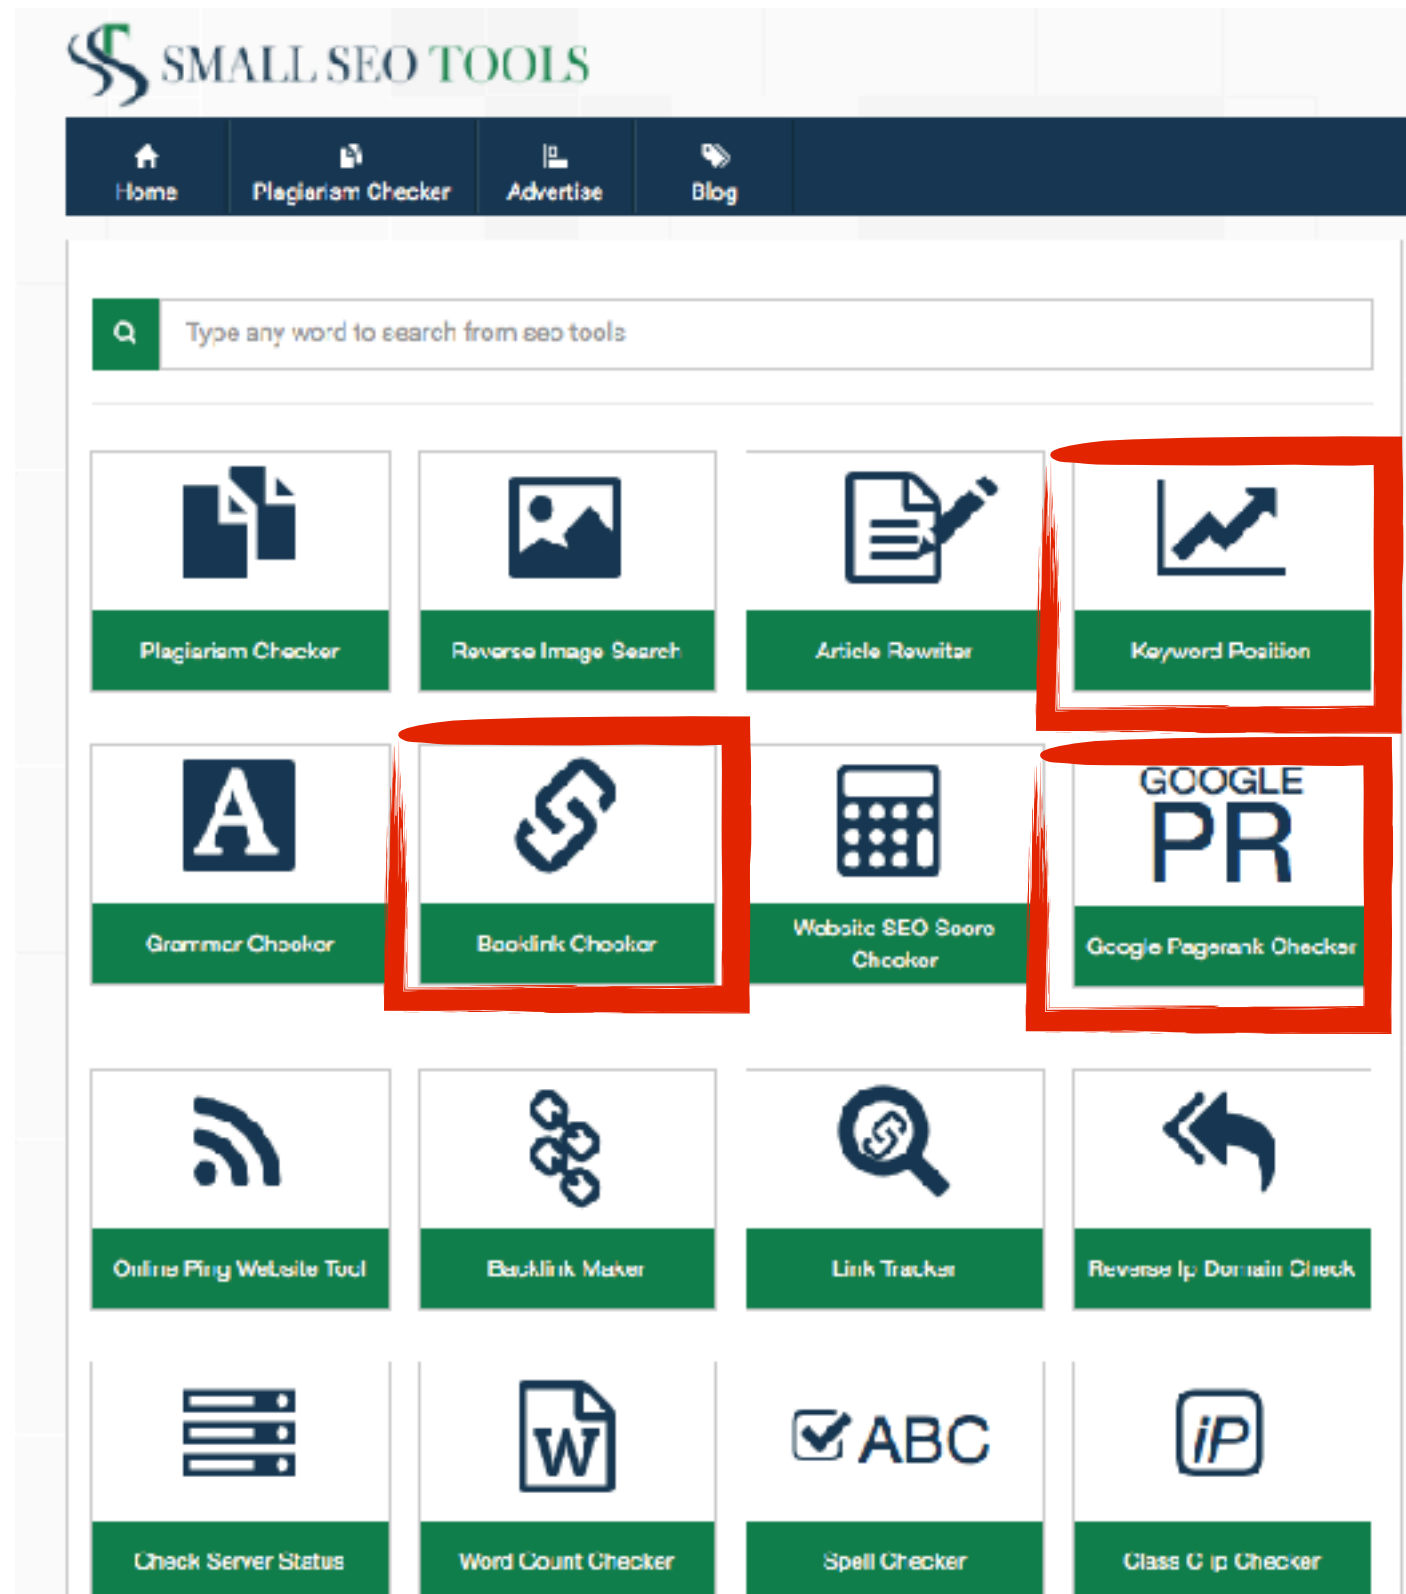 SMALL SEO TOOLS
Home
Plagiarism Checker
Advertise
Blog
Type any word to search from seo tools
Plagiarism Checker
Reverse Image Search
Article Rewriter
Keyword Position
A
GOOGLE
PR
Grammar Checker
Backlink Checker
Website SEO Score
Checker
Google Pagerank Checker
Online Ping Website Tool
Backlink Maker
Link Tracker
Reverse Ip Domain Check
W
ABC
iP
Check Server Status
Word Count Checker
Spell Checker
Class C ip Checker